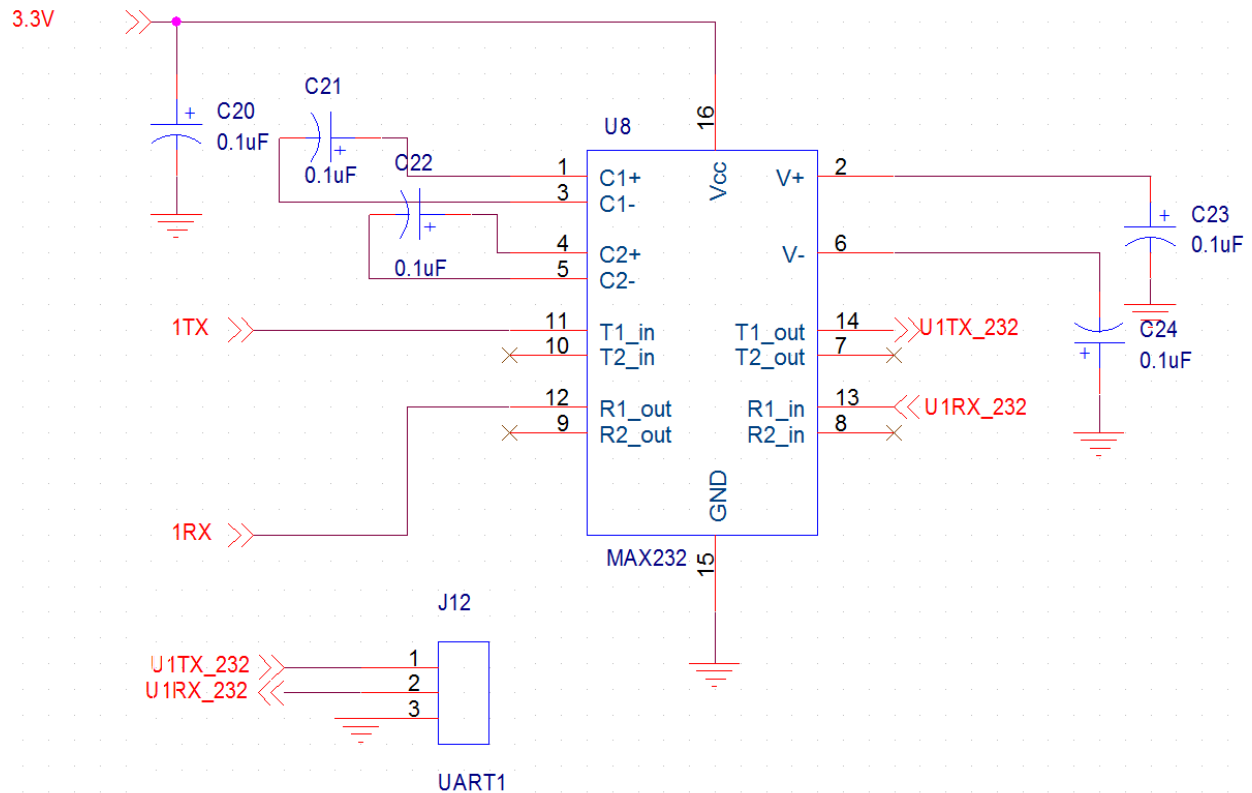 3.3V
C20
0.1uF
C21
0.1uF
C22
0.1uF
U8
16
Vcc
1
C1+
3
C1-
4
C2+
5
C2-
11
T1_in
10
T2_in
12
R1_out
9
R2_out
V+
2
V-
6
T1_out
14
T2_out
7
R1_in
13
R2_in
8
GND
15
MAX232
C23
0.1uF
C24
0.1uF
1TX
1RX
U1TX_232
U1RX_232
J12
U1TX_232
1
U1RX_232
2
3
UART1